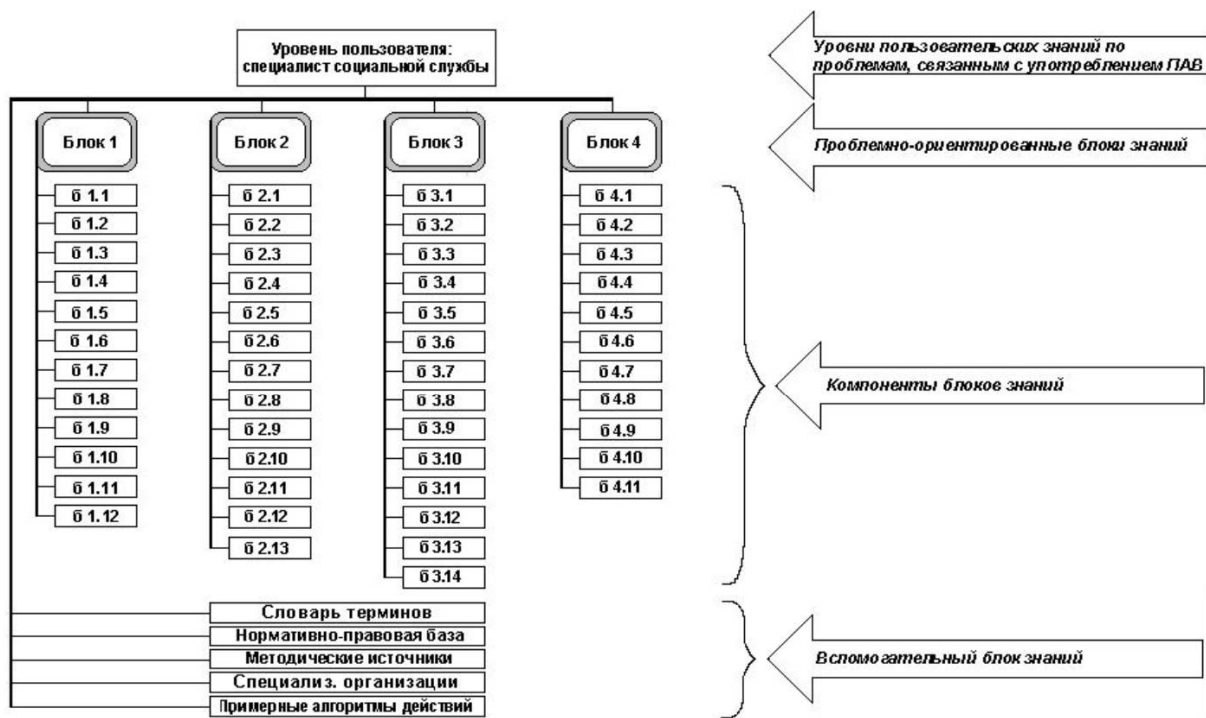 Уровень пользователя:
специалист социальной службы
Уровни пользовательских знаний по
проблемам, связанным с употреблением ПАВ
Блок 1
Блок 2
Блок 3
Блок 4
Проблемно-ориентированные блоки знаний
б 1.1
б 1.2
б 1.3
б 1.4
б 1.5
б 1.6
б 1.7
б 1.8
б 1.9
б 1.10
б 1.11
б 1.12
б 2.1
б 2.2
б 2.3
б 2.4
б 2.5
б 2.6
б 2.7
б 2.8
б 2.9
б 2.10
б 2.11
б 2.12
б 2.13
б 3.1
б 3.2
б 3.3
б 3.4
б 3.5
б 3.6
б 3.7
б 3.8
б 3.9
б 3.10
б 3.11
б 3.12
б 3.13
б 3.14
б 4.1
б 4.2
б 4.3
б 4.4
б 4.5
б 4.6
б 4.7
б 4.8
б 4.9
б 4.10
б 4.11
Компоненты блоков знаний
Словарь терминов
Нормативно-правовая база
Методические источники
Специализ. организации
Примерные алгоритмы действий
Вспомогательный блок знаний